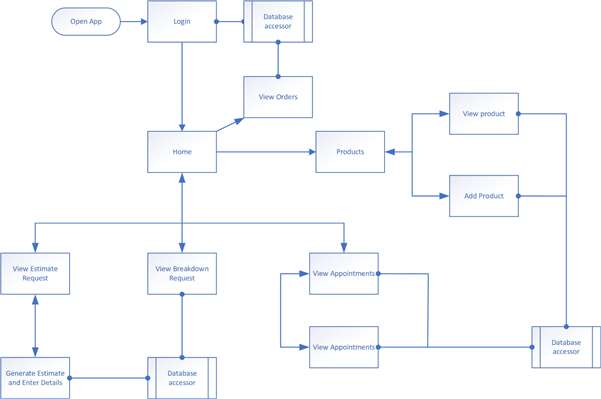 Open App
Login
Database
accessor
View Orders
View product
Home
Products
Add Product
View Estimate
Request
View Breakdown
Request
View Appointments
View Appointments
Database
accessor
Generate Estimate
and Enter Details
Database
accessor